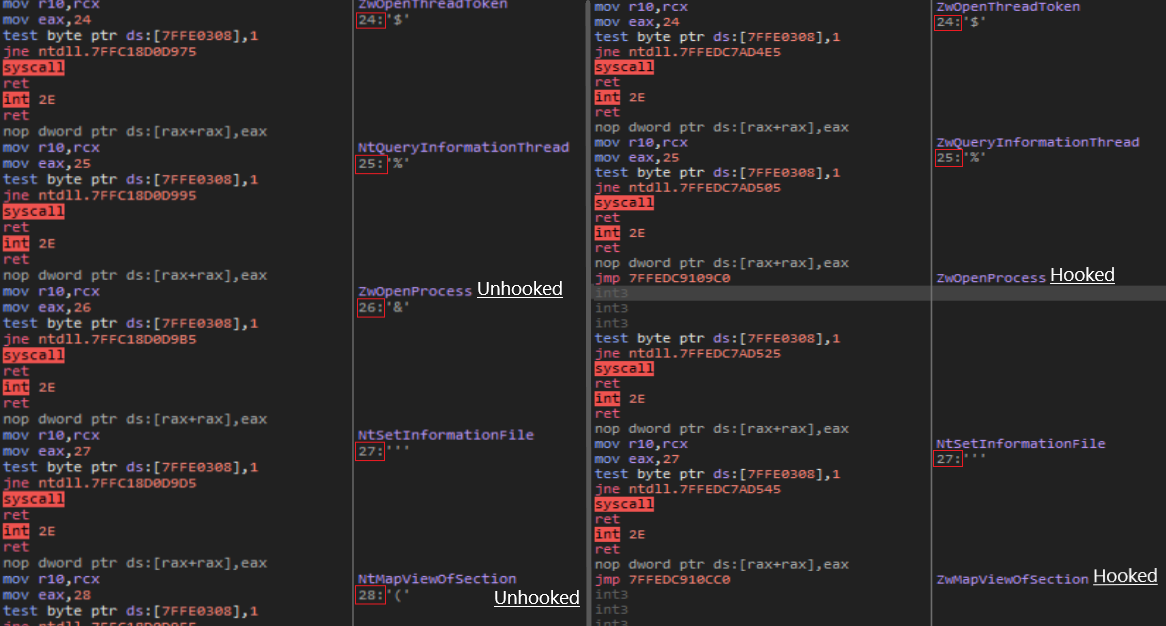 mov r10,rcx
mov eax,24
test byte ptr ds:[7FFE0308],1
jne ntdll.7FFC18D0D975
syscall
ret
int 2E
ret
nop dword ptr ds:[rax+rax],eax
mov r10,rcx
mov eax,25
test byte ptr ds:[7FFE0308],1
jne ntdll.7FFC18D0D995
syscall
ret
int 2E
ret
nop dword ptr ds:[rax+rax],eax
mov r10,rcx
mov eax,26
test byte ptr ds:[7FFE0308],1
jne ntdll.7FFC18D0D9B5
syscall
ret
int 2E
ret
nop dword ptr ds:[rax+rax],eax
mov r10,rcx
mov eax,27
test byte ptr ds:[7FFE0308],1
jne ntdll.7FFC18D0D9D5
syscall
ret
int 2E
ret
nop dword ptr ds:[rax+rax],eax
mov r10,rcx
mov eax,28
test byte ptr ds:[7FFE0308],1
ZwOpenThreadToken
24:'$'
NtQueryInformationThread
25:'%'
ZwOpenProcess Unhooked
26:'&'
NtSetInformationFile
27:'''
NtMapViewOfSection
28:'('
Unhooked
mov r10,rcx
mov eax,24
test byte ptr ds:[7FFE0308],1
jne ntdll.7FFEDC7AD4E5
syscall
ret
int 2E
ret
nop dword ptr ds:[rax+rax],eax
mov r10,rcx
mov eax,25
test byte ptr ds:[7FFE0308],1
jne ntdll.7FFEDC7AD505
syscall
ret
int 2E
ret
nop dword ptr ds:[rax+rax],eax
jmp 7FFEDC9109C0
int3
int3
int3
test byte ptr ds:[7FFE0308],1
jne ntdll.7FFEDC7AD525
syscall
ret
int 2E
ret
nop dword ptr ds:[rax+rax],eax
mov r10,rcx
mov eax,27
test byte ptr ds:[7FFE0308],1
jne ntdll.7FFEDC7AD545
syscall
ret
int 2E
ret
nop dword ptr ds:[rax+rax],eax
jmp 7FFEDC910CC0
int3
int3
int3
ZwOpenThreadToken
24:'$'
ZwQueryInformationThread
25:'%'
ZwOpenProcess Hooked
NtSetInformationFile
27:'''
ZwMapViewOfSection Hooked